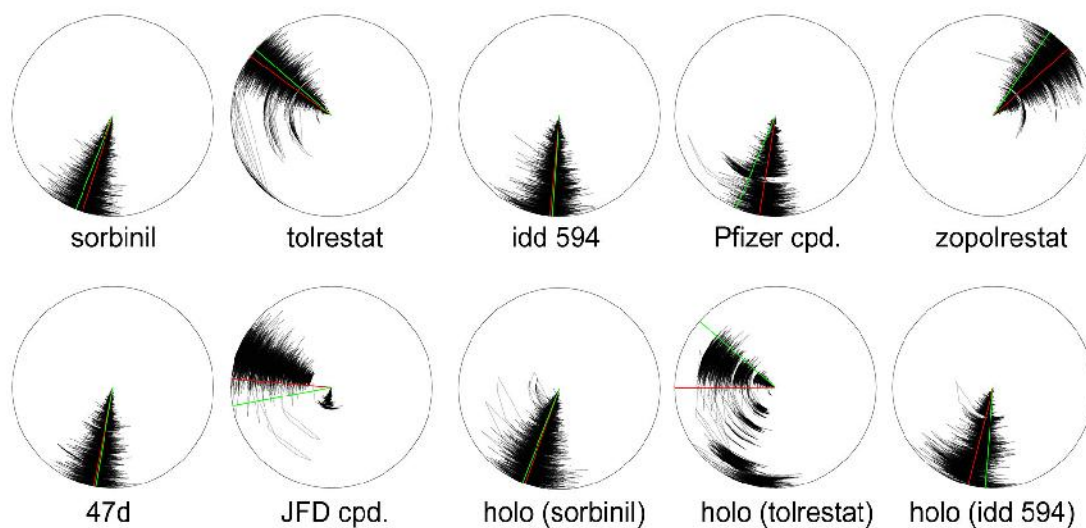 sorbinil tolrestat idd 594 Pfizer cpd. zopolrestat
47d JFD cpd. holo (sorbinil) holo (tolrestat) holo (idd 594)